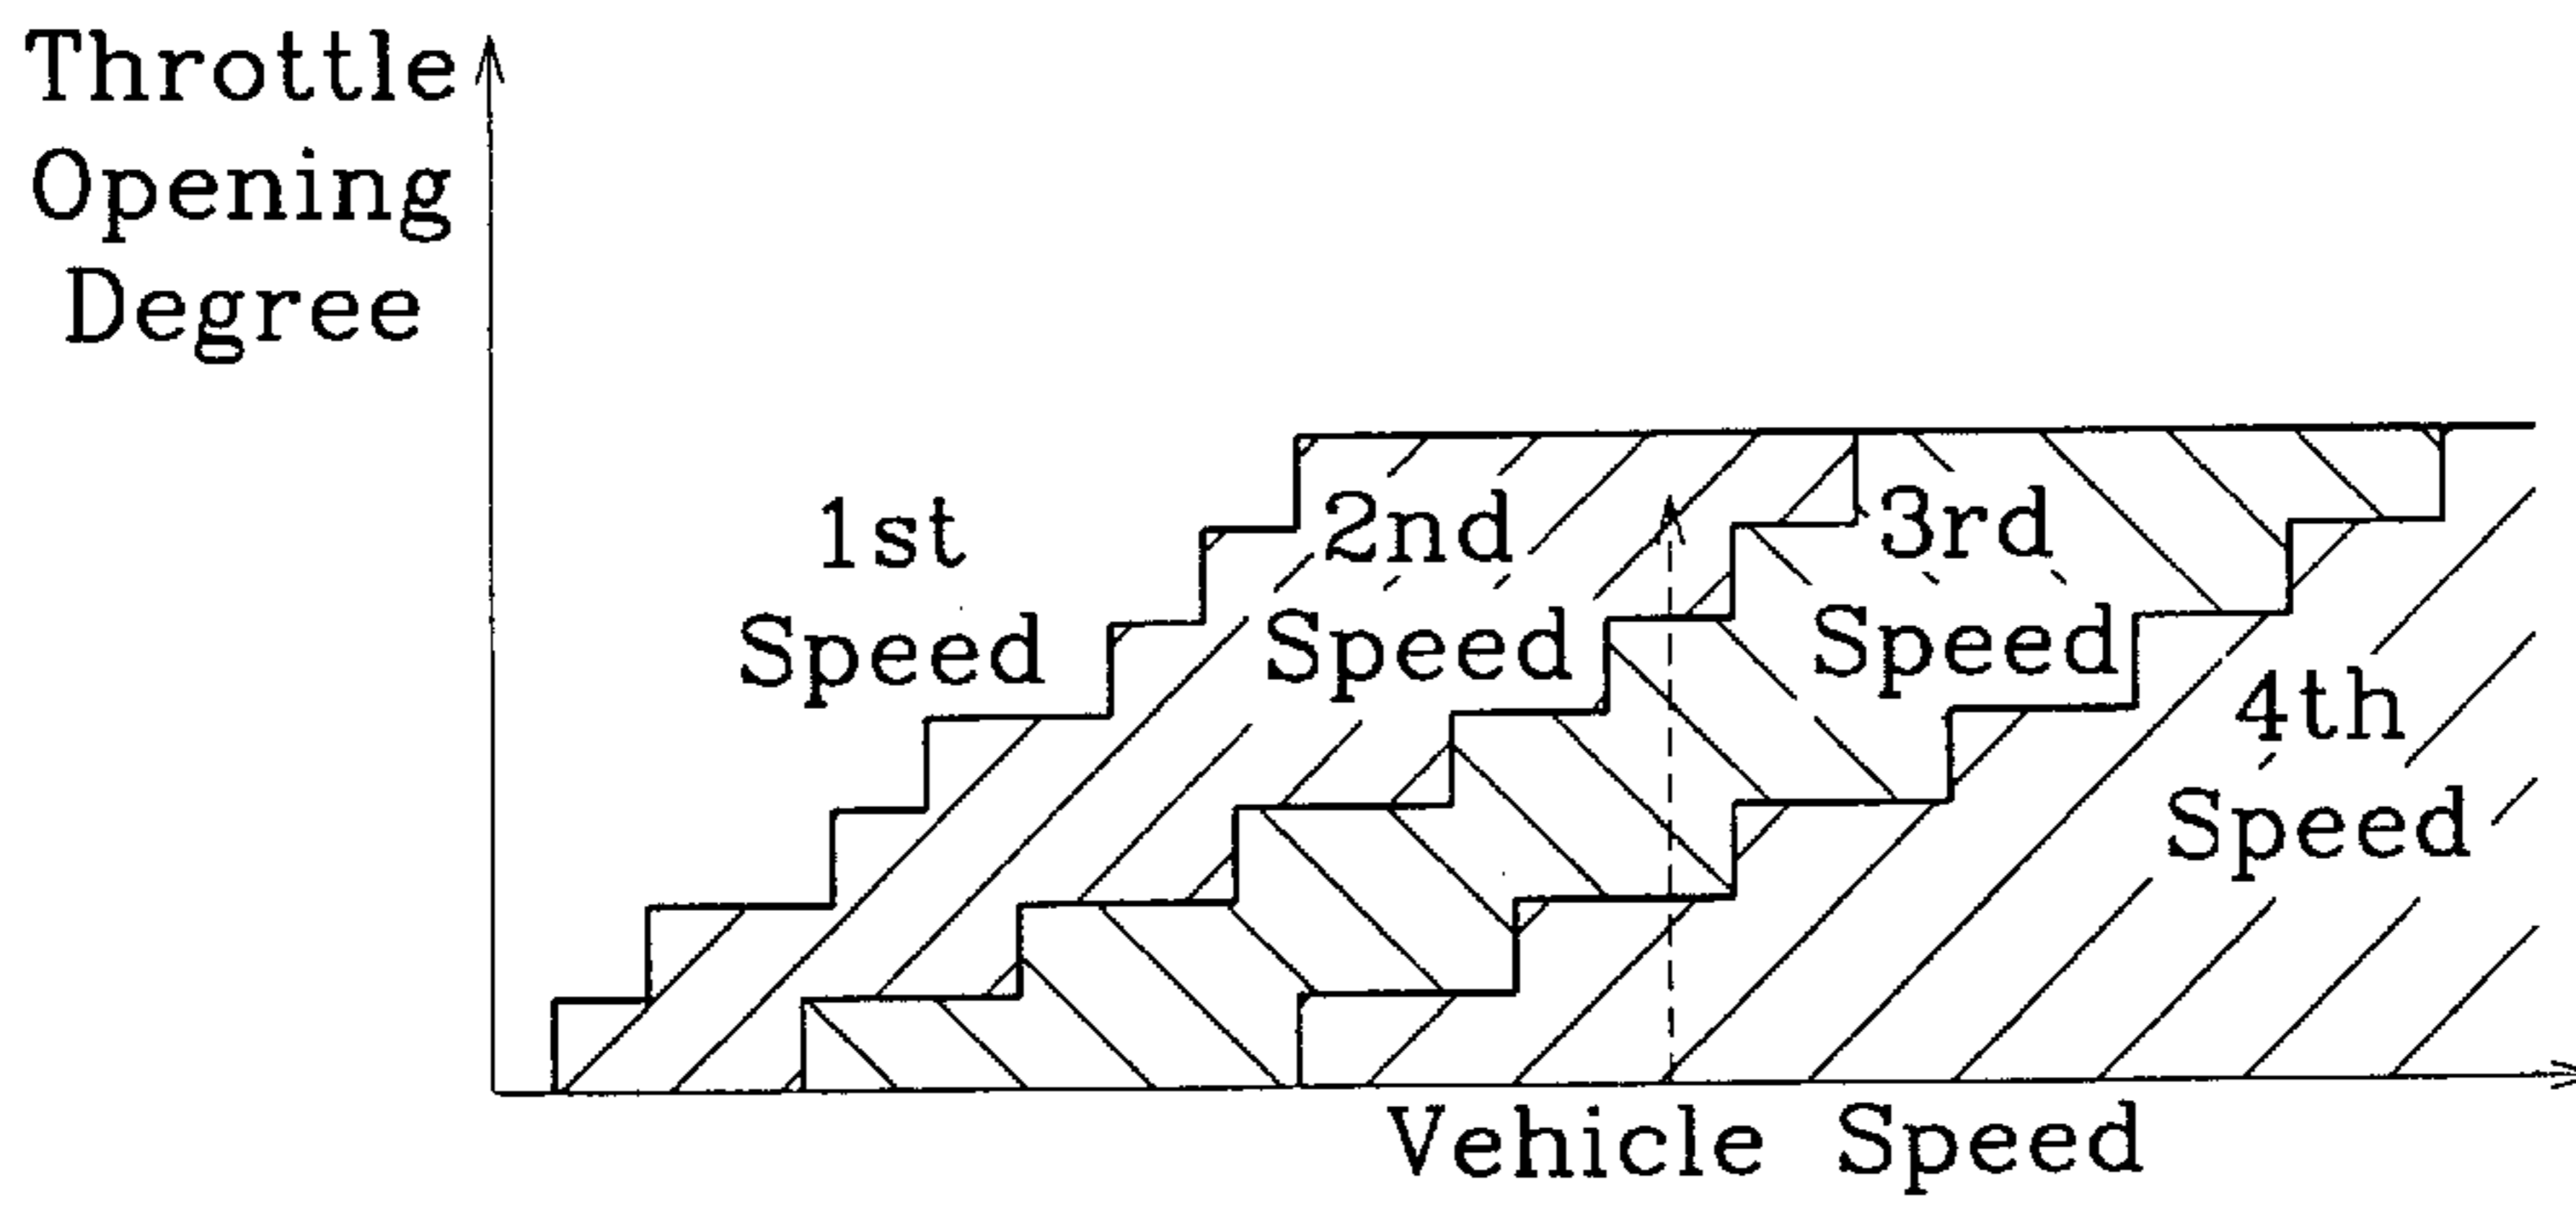 Throttle
Opening
Degree
1st
Speed
2nd
Speed
3rd
Speed
4th
Speed
Vehicle Speed